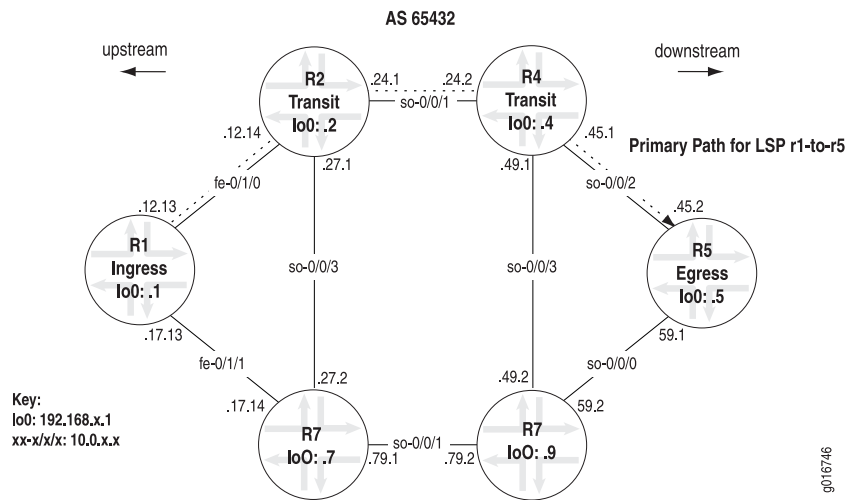 AS 65432
upstream
downstream
R2
Transit
lo0: .2
.24.1
.24.2
so-0/0/1
R4
Transit
lo0: .4
.12.14
.27.1
.49.1
.45.1
Primary Path for LSP r1-to-r5
fe-0/1/0
so-0/0/2
.12.13
.45.2
R1
Ingress
lo0: .1
so-0/0/3
so-0/0/3
R5
Egress
lo0: .5
.17.13
59.1
fe-0/1/1
so-0/0/0
.27.2
.49.2
.17.14
59.2
Key:
lo0: 192.168.x.1
xx-x/x/x: 10.0.x.x
R7
loO: .7
.79.1
so-0/0/1
.79.2
R7
loO: .9
g016746